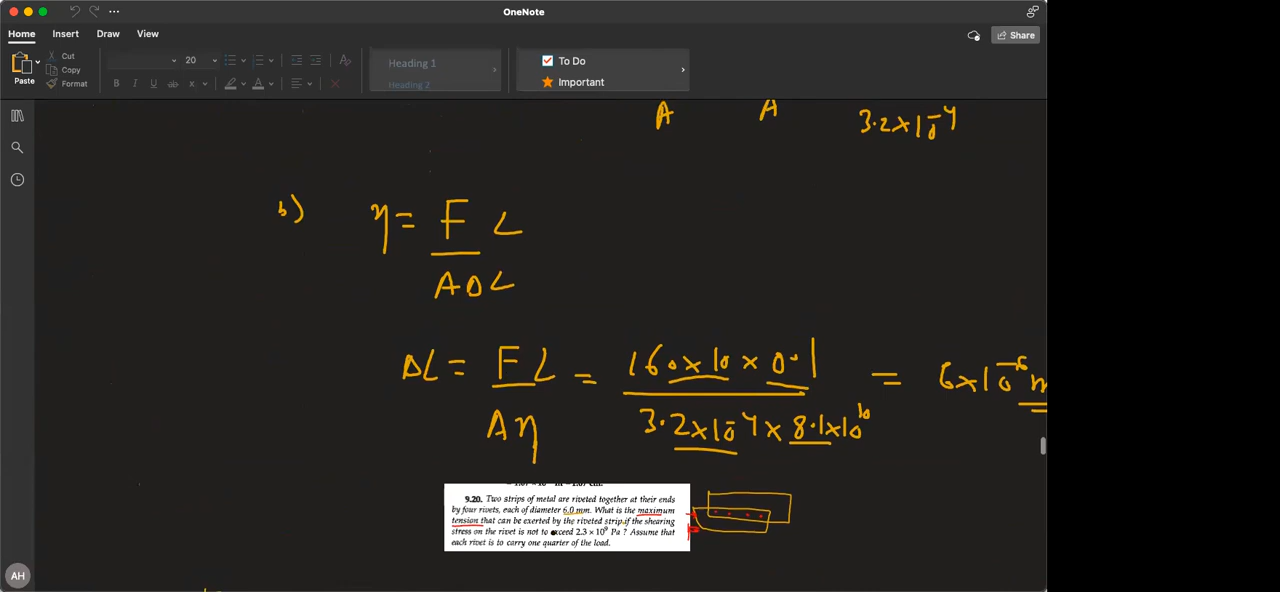 OneNote
Home Insert Draw View
Share
Paste
Cut
Copy
Format
20
Heading 1
Heading 2
To Do
Important
A A 3.2×10⁻⁴
b) η = F L
A Δ L
ΔL = F L = 160×10 × 0.1 = 6×10⁻⁶ m
A η 3.2×10⁻⁴ × 8.1×10¹⁰
9.20. Two strips of metal are riveted together at their ends
by four rivets, each of diameter 6.0 mm. What is the maximum
tension that can be exerted by the riveted strip if the shearing
stress on the rivet is not to exceed 2.3 × 10⁹ Pa ? Assume that
each rivet is to carry one quarter of the load.
AH